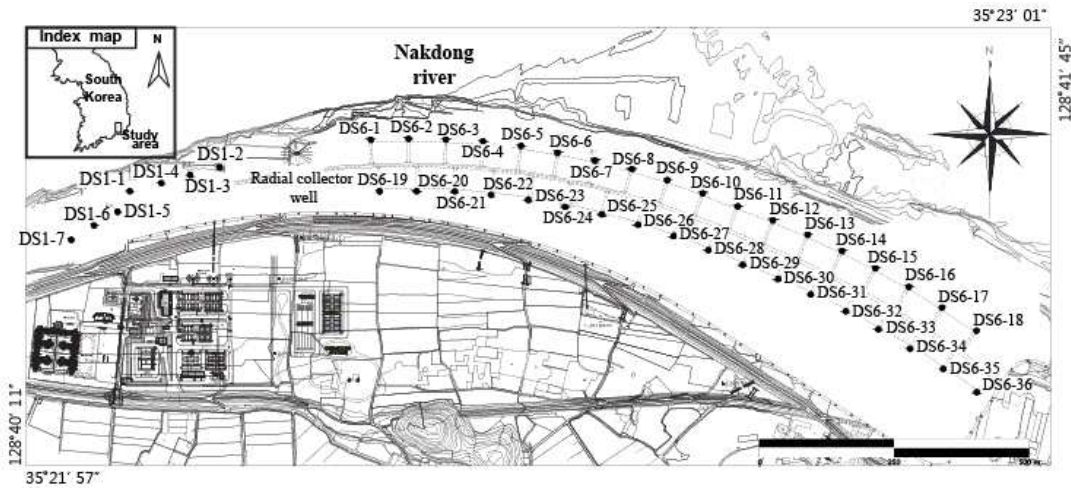 35°23′01″
Index map
N
South
Korea
Study
area
Nakdong
river
N
128°41′45″
DS6-1
DS6-2
DS6-3
DS6-4
DS6-5
DS6-6
DS6-7
DS6-8
DS6-9
DS6-10
DS6-11
DS6-12
DS6-13
DS6-14
DS6-15
DS6-16
DS6-17
DS6-18
DS1-2
DS1-4
DS1-1
DS1-3
DS1-6
DS1-5
DS1-7
Radial collector
well
DS6-19
DS6-20
DS6-21
DS6-22
DS6-23
DS6-24
DS6-25
DS6-26
DS6-27
DS6-28
DS6-29
DS6-30
DS6-31
DS6-32
DS6-33
DS6-34
DS6-35
DS6-36
128°40′11″
0 250 500 m
35°21′57″